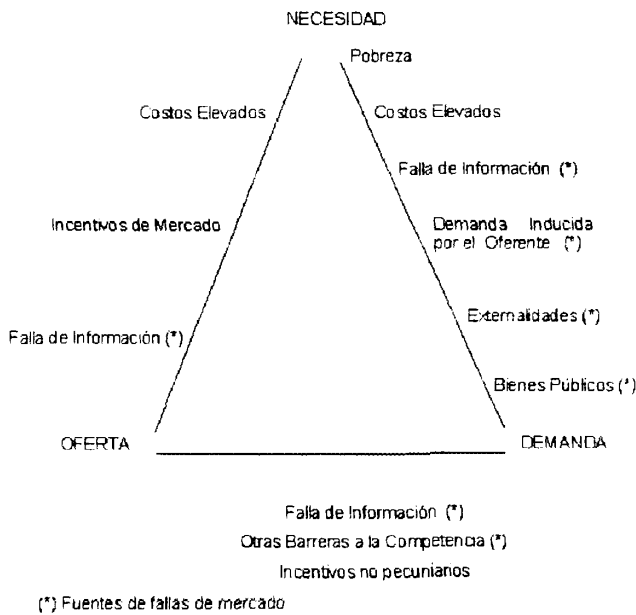 NECESIDAD
Pobreza
Costos Elevados
Costos Elevados
Falla de Información (*)
Incentivos de Mercado
Demanda Inducida
por el Oferente (*)
Externalidades (*)
Falla de Información (*)
Bienes Públicos (*)
OFERTA
DEMANDA
Falla de Información (*)
Otras Barreras a la Competencia (*)
Incentivos no pecuniarios
(*) Fuentes de fallas de mercado